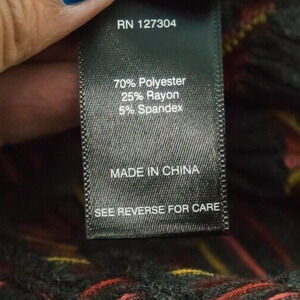 RN 127304
70% Polyester
25% Rayon
5% Spandex
MADE IN CHINA
SEE REVERSE FOR CARE